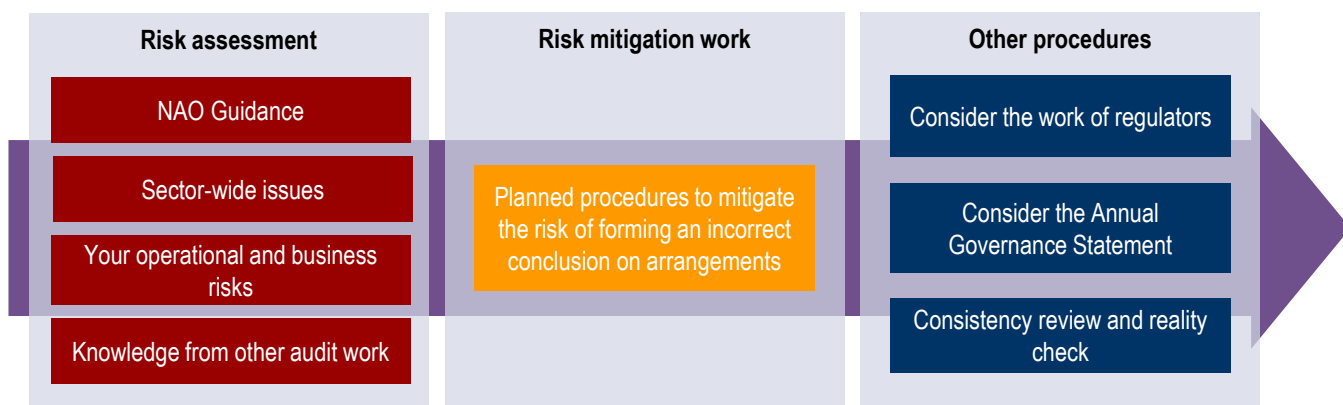 Risk assessment
NAO Guidance
Sector-wide issues
Your operational and business
risks
Knowledge from other audit work
Risk mitigation work
Planned procedures to mitigate
the risk of forming an incorrect
conclusion on arrangements
Other procedures
Consider the work of regulators
Consider the Annual
Governance Statement
Consistency review and reality
check